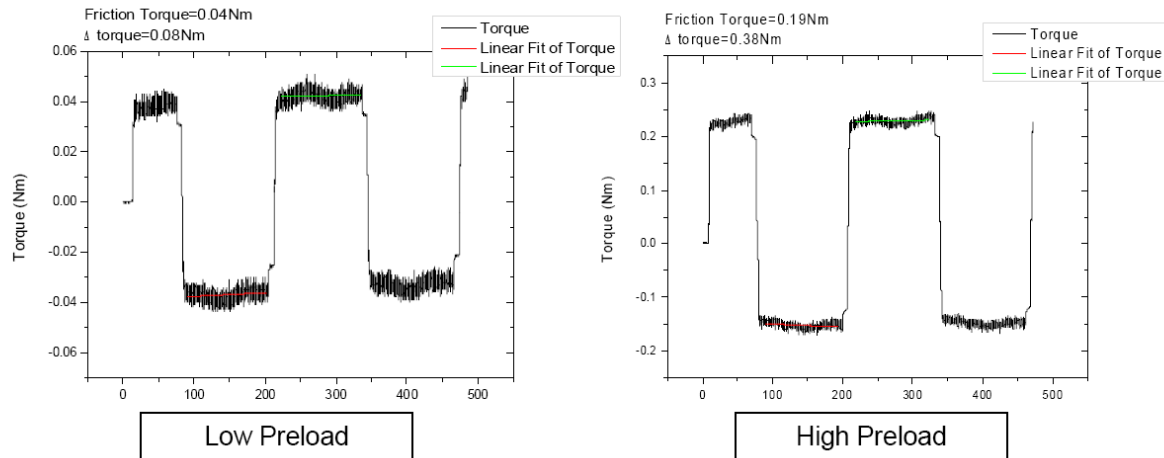 Friction Torque=0.04Nm
Δ torque=0.08Nm
Torque
Linear Fit of Torque
Linear Fit of Torque
0.06
0.04
0.02
0.00
-0.02
-0.04
-0.06
Torque (Nm)
0 100 200 300 400 500
Low Preload
Friction Torque=0.19Nm
Δ torque=0.38Nm
Torque
Linear Fit of Torque
Linear Fit of Torque
0.3
0.2
0.1
0.0
-0.1
-0.2
Torque (Nm)
0 100 200 300 400 500
High Preload